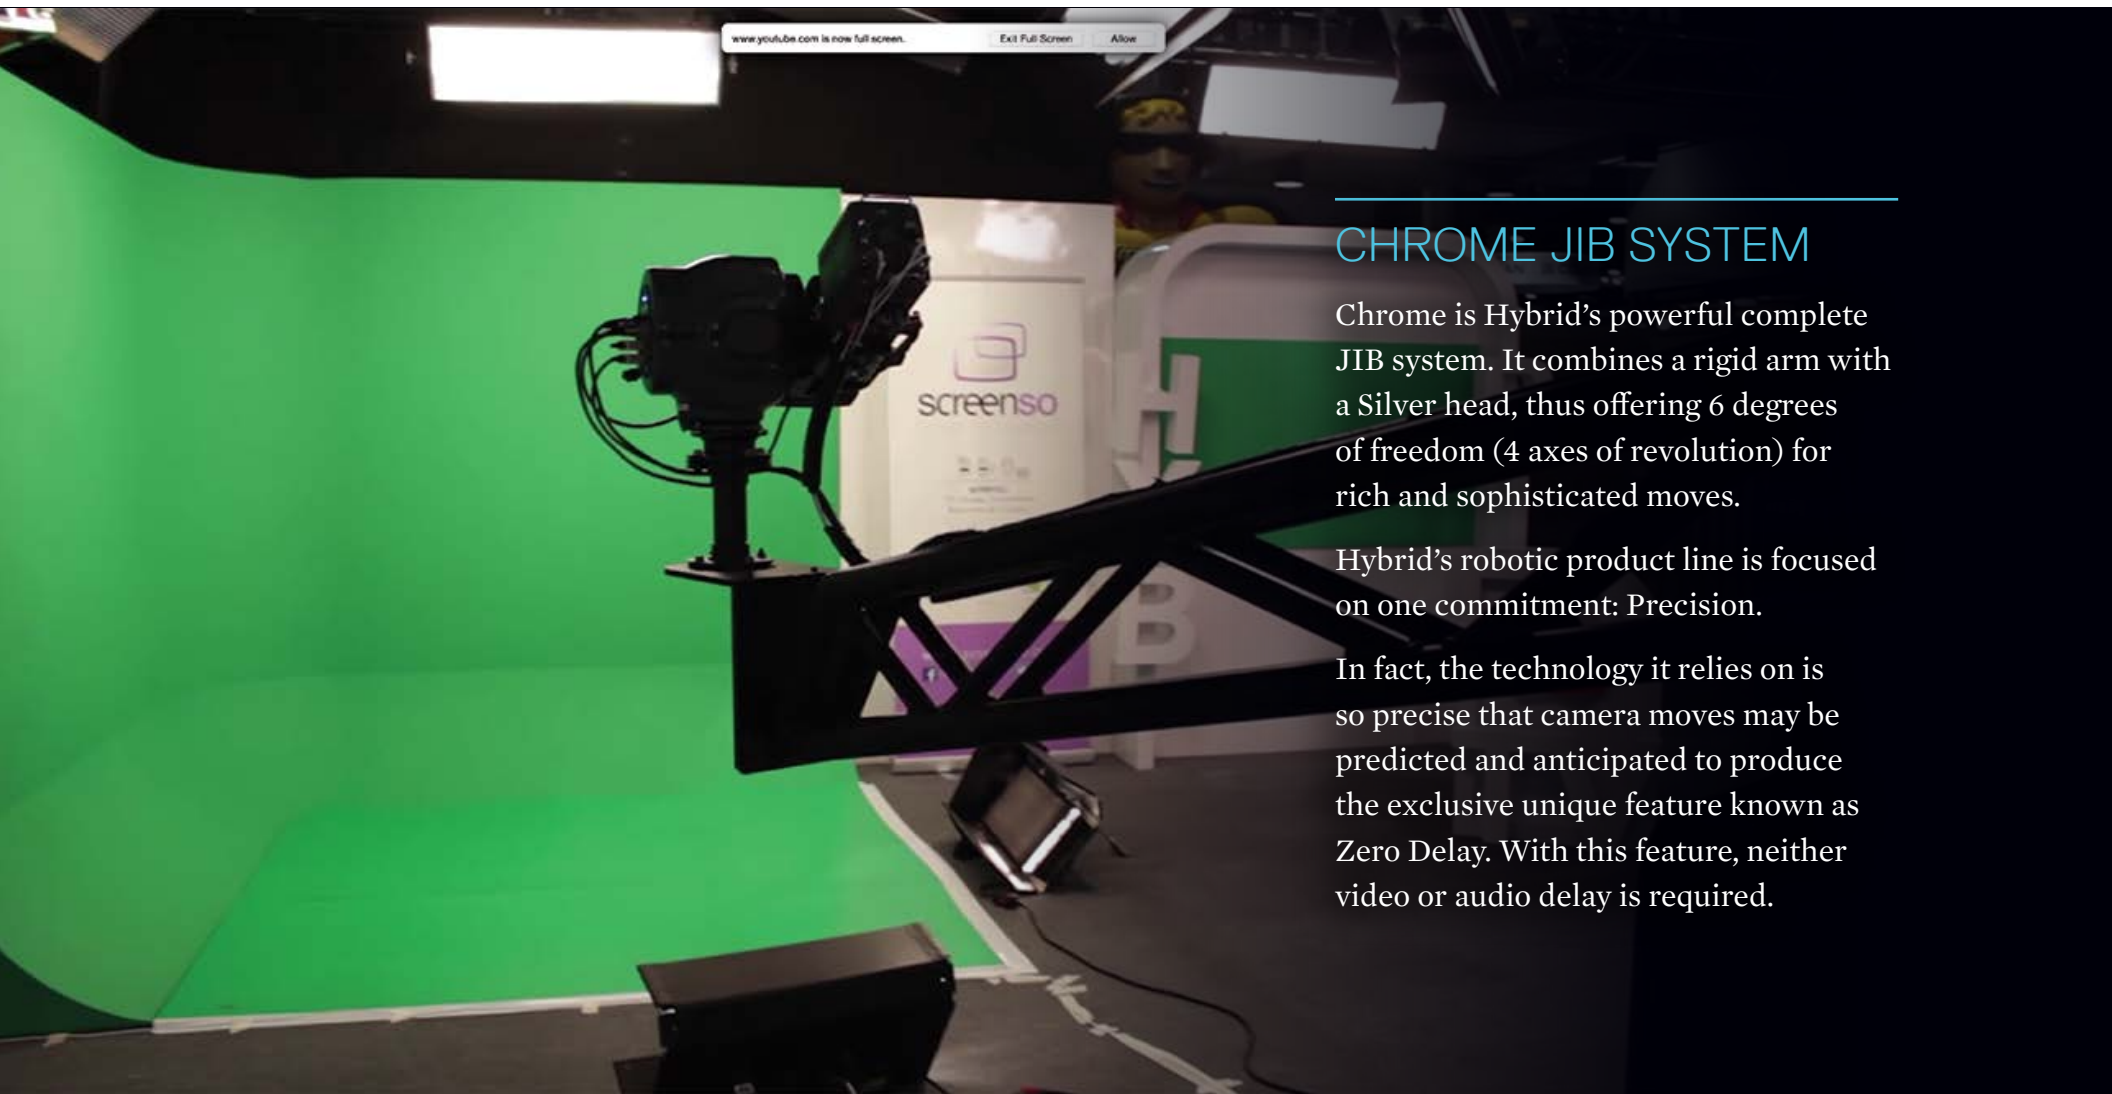 www.youtube.com is now full screen. Exit Full Screen Allow
screenso
H
Y
B
CHROME JIB SYSTEM
Chrome is Hybrid’s powerful complete
JIB system. It combines a rigid arm with
a Silver head, thus offering 6 degrees
of freedom (4 axes of revolution) for
rich and sophisticated moves.
Hybrid’s robotic product line is focused
on one commitment: Precision.
In fact, the technology it relies on is
so precise that camera moves may be
predicted and anticipated to produce
the exclusive unique feature known as
Zero Delay. With this feature, neither
video or audio delay is required.